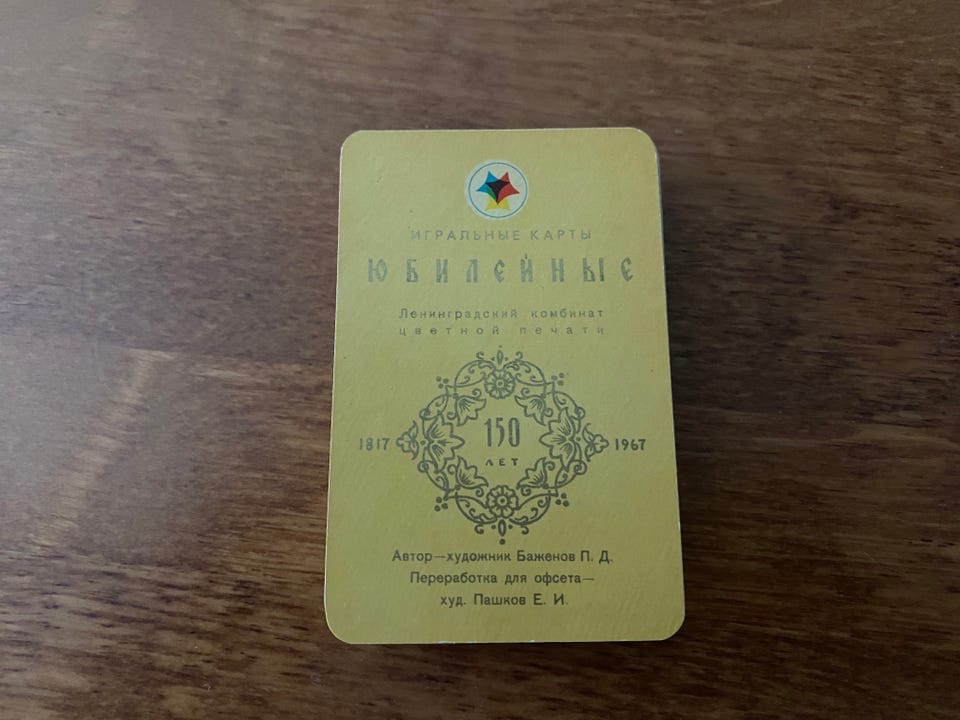 ИГРАЛЬНЫЕ КАРТЫ
ЮБИЛЕЙНЫЕ
Ленинградский комбинат
цветной печати
1817 150 1967
ЛЕТ
Автор—художник Баженов П. Д.
Переработка для офсета—
худ. Пашков Е. И.